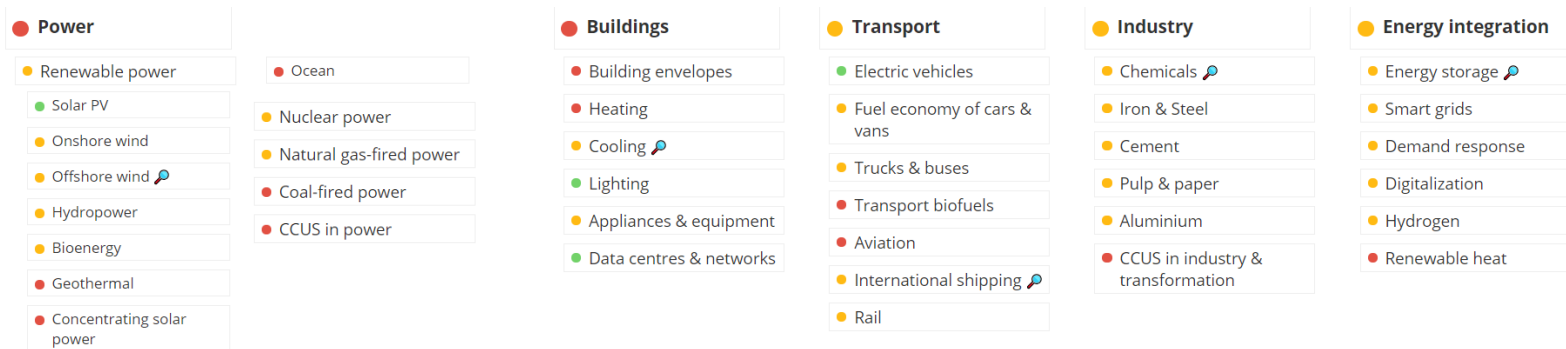 Power
Renewable power
Solar PV
Onshore wind
Offshore wind
Hydropower
Bioenergy
Geothermal
Concentrating solar
power
Ocean
Nuclear power
Natural gas-fired power
Coal-fired power
CCUS in power
Buildings
Building envelopes
Heating
Cooling
Lighting
Appliances & equipment
Data centres & networks
Transport
Electric vehicles
Fuel economy of cars &
vans
Trucks & buses
Transport biofuels
Aviation
International shipping
Rail
Industry
Chemicals
Iron & Steel
Cement
Pulp & paper
Aluminium
CCUS in industry &
transformation
Energy integration
Energy storage
Smart grids
Demand response
Digitalization
Hydrogen
Renewable heat